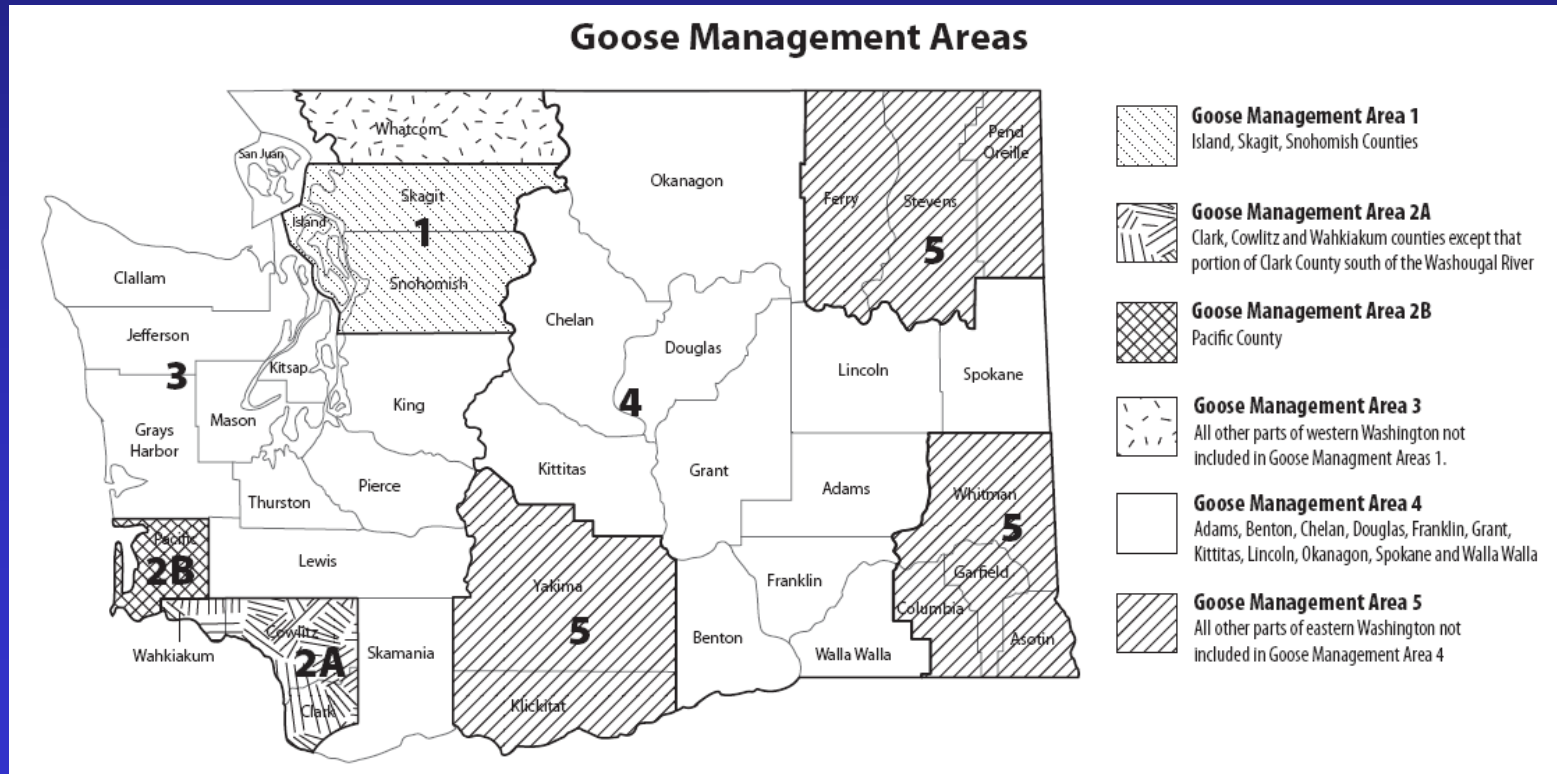 Goose Management Areas
Whatcom
San Juan
Skagit
Island
1
Snohomish
Clallam
Jefferson
3
Kitsap
Mason
Grays
Harbor
King
Thurston
Pierce
Pacific
2B
Lewis
Wahkiakum
Cowlitz
2A
Clark
Skamania
Okanagon
Chelan
Douglas
4
Kittitas
Grant
Lincoln
Spokane
Adams
Ferry
Stevens
Pend
Oreille
5
Yakima
5
Klickitat
Benton
Franklin
Walla Walla
Whitman
5
Garfield
Columbia
Asotin
Goose Management Area 1
Island, Skagit, Snohomish Counties
Goose Management Area 2A
Clark, Cowlitz and Wahkiakum counties except that
portion of Clark County south of the Washougal River
Goose Management Area 2B
Pacific County
Goose Management Area 3
All other parts of western Washington not
included in Goose Managment Areas 1.
Goose Management Area 4
Adams, Benton, Chelan, Douglas, Franklin, Grant,
Kittitas, Lincoln, Okanagon, Spokane and Walla Walla
Goose Management Area 5
All other parts of eastern Washington not
included in Goose Management Area 4